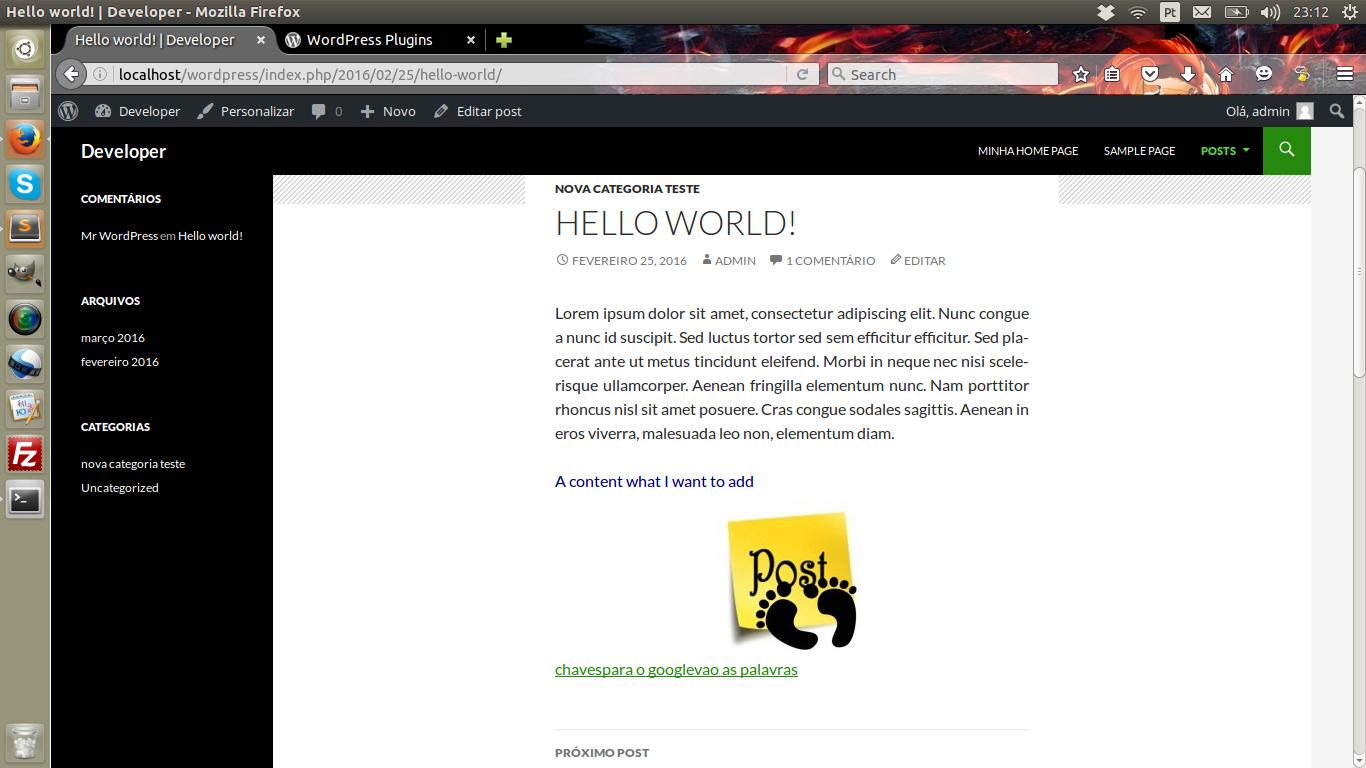 Hello world! | Developer - Mozilla Firefox
Pt
23:12
Hello world! | Developer
WordPress Plugins
localhost/wordpress/index.php/2016/02/25/hello-world/
Search
Developer
Personalizar
0
Novo
Editar post
Olá, admin
Developer
MINHA HOME PAGE
SAMPLE PAGE
POSTS
COMENTÁRIOS
Mr WordPress em Hello world!
ARQUIVOS
março 2016
fevereiro 2016
CATEGORIAS
nova categoria teste
Uncategorized
NOVA CATEGORIA TESTE
HELLO WORLD!
FEVEREIRO 25, 2016 ADMIN 1 COMENTÁRIO EDITAR
Lorem ipsum dolor sit amet, consectetur adipiscing elit. Nunc congue
a nunc id suscipit. Sed luctus tortor sed sem efficitur efficitur. Sed pla-
cerat ante ut metus tincidunt eleifend. Morbi in neque nec nisi scele-
risque ullamcorper. Aenean fringilla elementum nunc. Nam porttitor
rhoncus nisl sit amet posuere. Cras congue sodales sagittis. Aenean in
eros viverra, malesuada leo non, elementum diam.
A content what I want to add
Post
chavespara o googlevao as palavras
PRÓXIMO POST